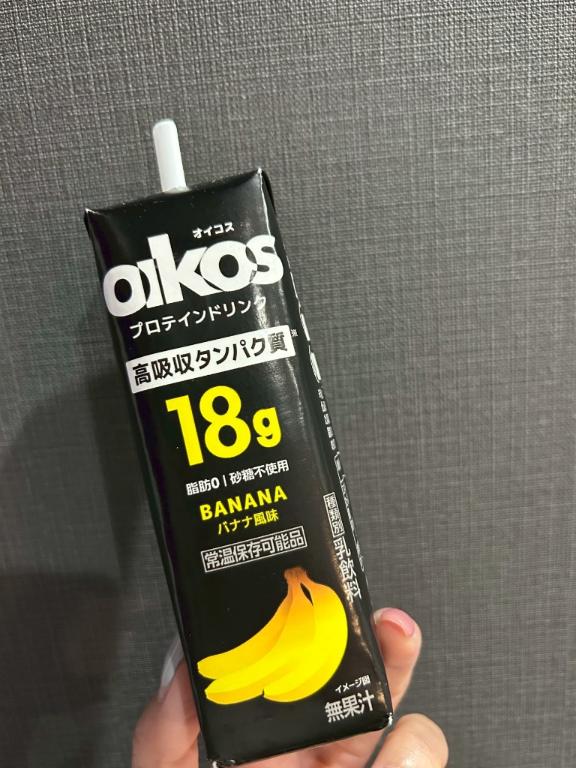 オイコス
oikos
プロテインドリンク
高吸収タンパク質
18g
脂肪0 | 砂糖不使用
BANANA
バナナ風味
常温保存可能品
イメージ図
無果汁
種類別 乳飲料